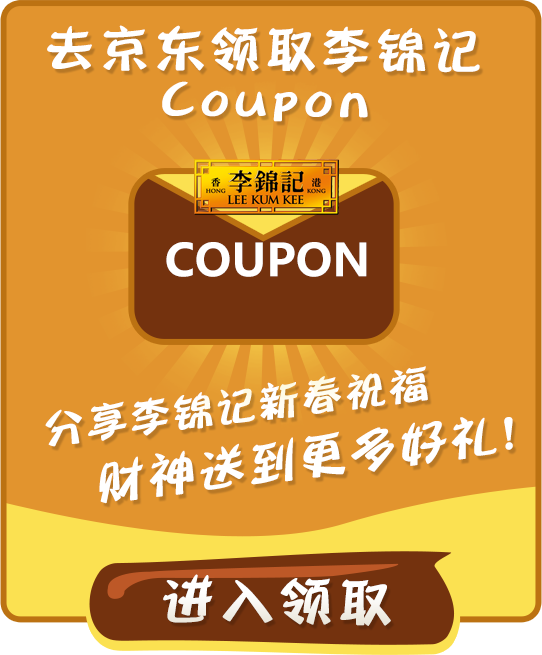 去京东领取李锦记
Coupon
香 李錦記 港
HONG LEE KUM KEE KONG
COUPON
分享李锦记新春祝福
财神送到更多好礼!
进入领取